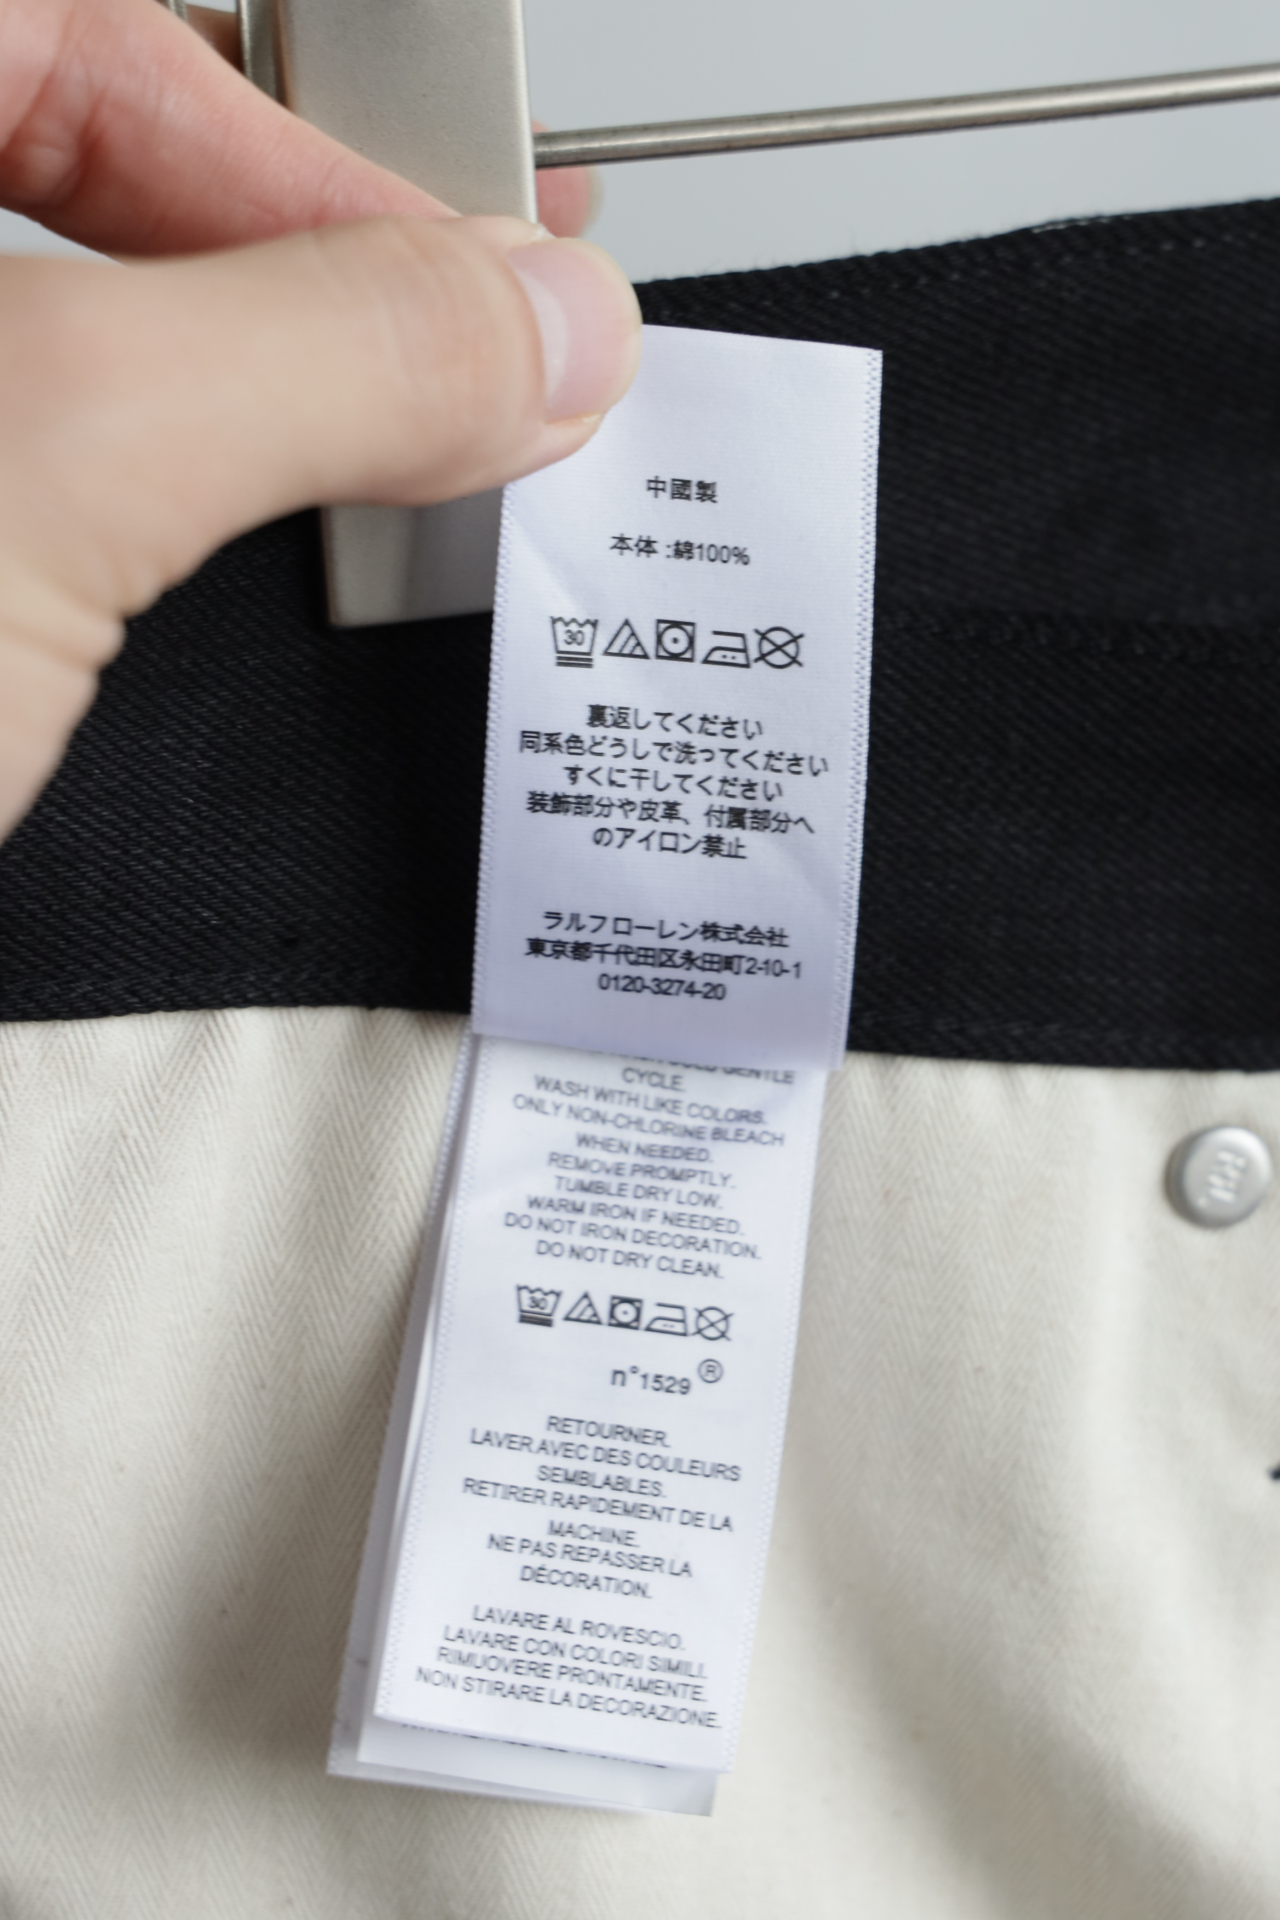 中國製
本体 :綿100%
30
裏返してください
同系色どうしで洗ってください
すくに干してください
装飾部分や皮革、付属部分へ
のアイロン禁止
ラルフローレン株式会社
東京都千代田区永田町2-10-1
0120-3274-20
COLD GENTLE
CYCLE.
WASH WITH LIKE COLORS.
ONLY NON-CHLORINE BLEACH
WHEN NEEDED.
REMOVE PROMPTLY.
TUMBLE DRY LOW.
WARM IRON IF NEEDED.
DO NOT IRON DECORATION.
DO NOT DRY CLEAN.
30
n°1529 ®
RETOURNER.
LAVER AVEC DES COULEURS
SEMBLABLES.
RETIRER RAPIDEMENT DE LA
MACHINE.
NE PAS REPASSER LA
DÉCORATION.
LAVARE AL ROVESCIO.
LAVARE CON COLORI SIMILI.
RIMUOVERE PRONTAMENTE.
NON STIRARE LA DECORAZIONE.